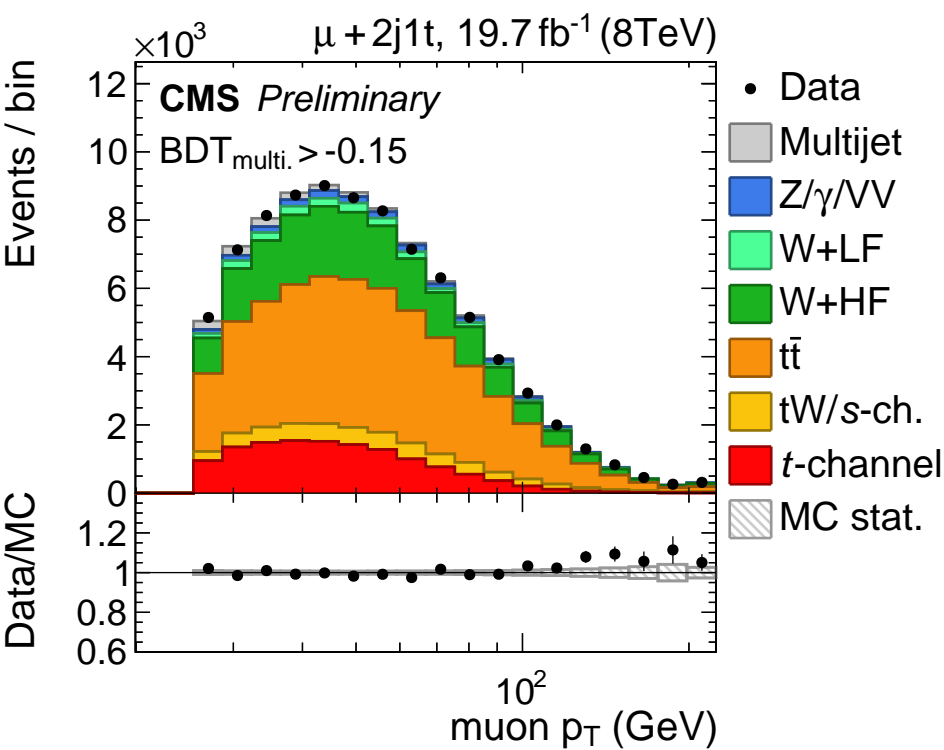 ×10³ μ + 2j1t, 19.7 fb⁻¹ (8TeV)
CMS Preliminary
BDTmulti. > -0.15
Events / bin
12
10
8
6
4
2
0
Data
Multijet
Z/γ/VV
W+LF
W+HF
tt̄
tW/s-ch.
t-channel
MC stat.
Data/MC
1.2
1
0.8
0.6
10²
muon pT (GeV)